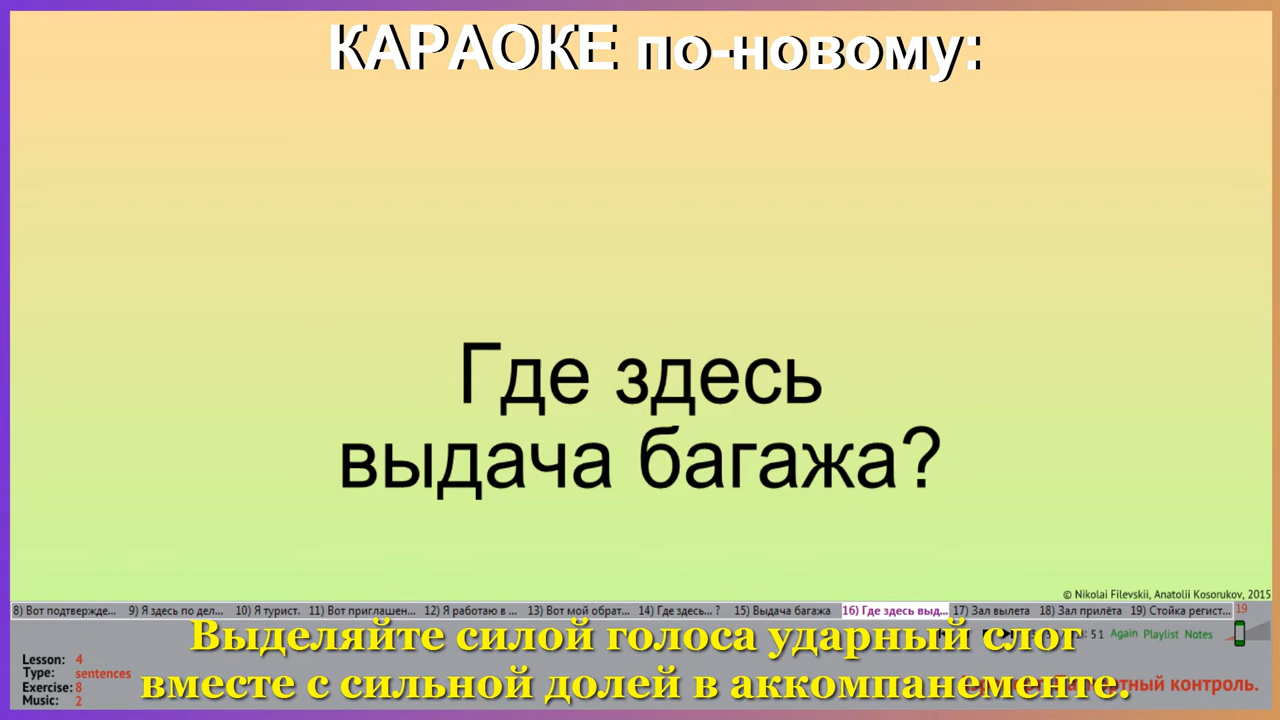 КАРАОКЕ по-новому:
Где здесь
выдача багажа?
© Nikolai Filevskii, Anatolii Kosorukov, 2015
8) Вот подтвержде... 9) Я здесь по дел... 10) Я турист. 11) Вот приглашен... 12) Я работаю в ... 13) Вот мой обрат... 14) Где здесь... ? 15) Выдача багажа 16) Где здесь выд... 17) Зал вылета 18) Зал прилёта 19) Стойка регист... 19
Выделяйте силой голоса ударный слог
51 Again Playlist Notes
Lesson: 4
Type: sentences
вместе с сильной долей в аккомпанементе.
контроль.
Exercise: 8
Music: 2